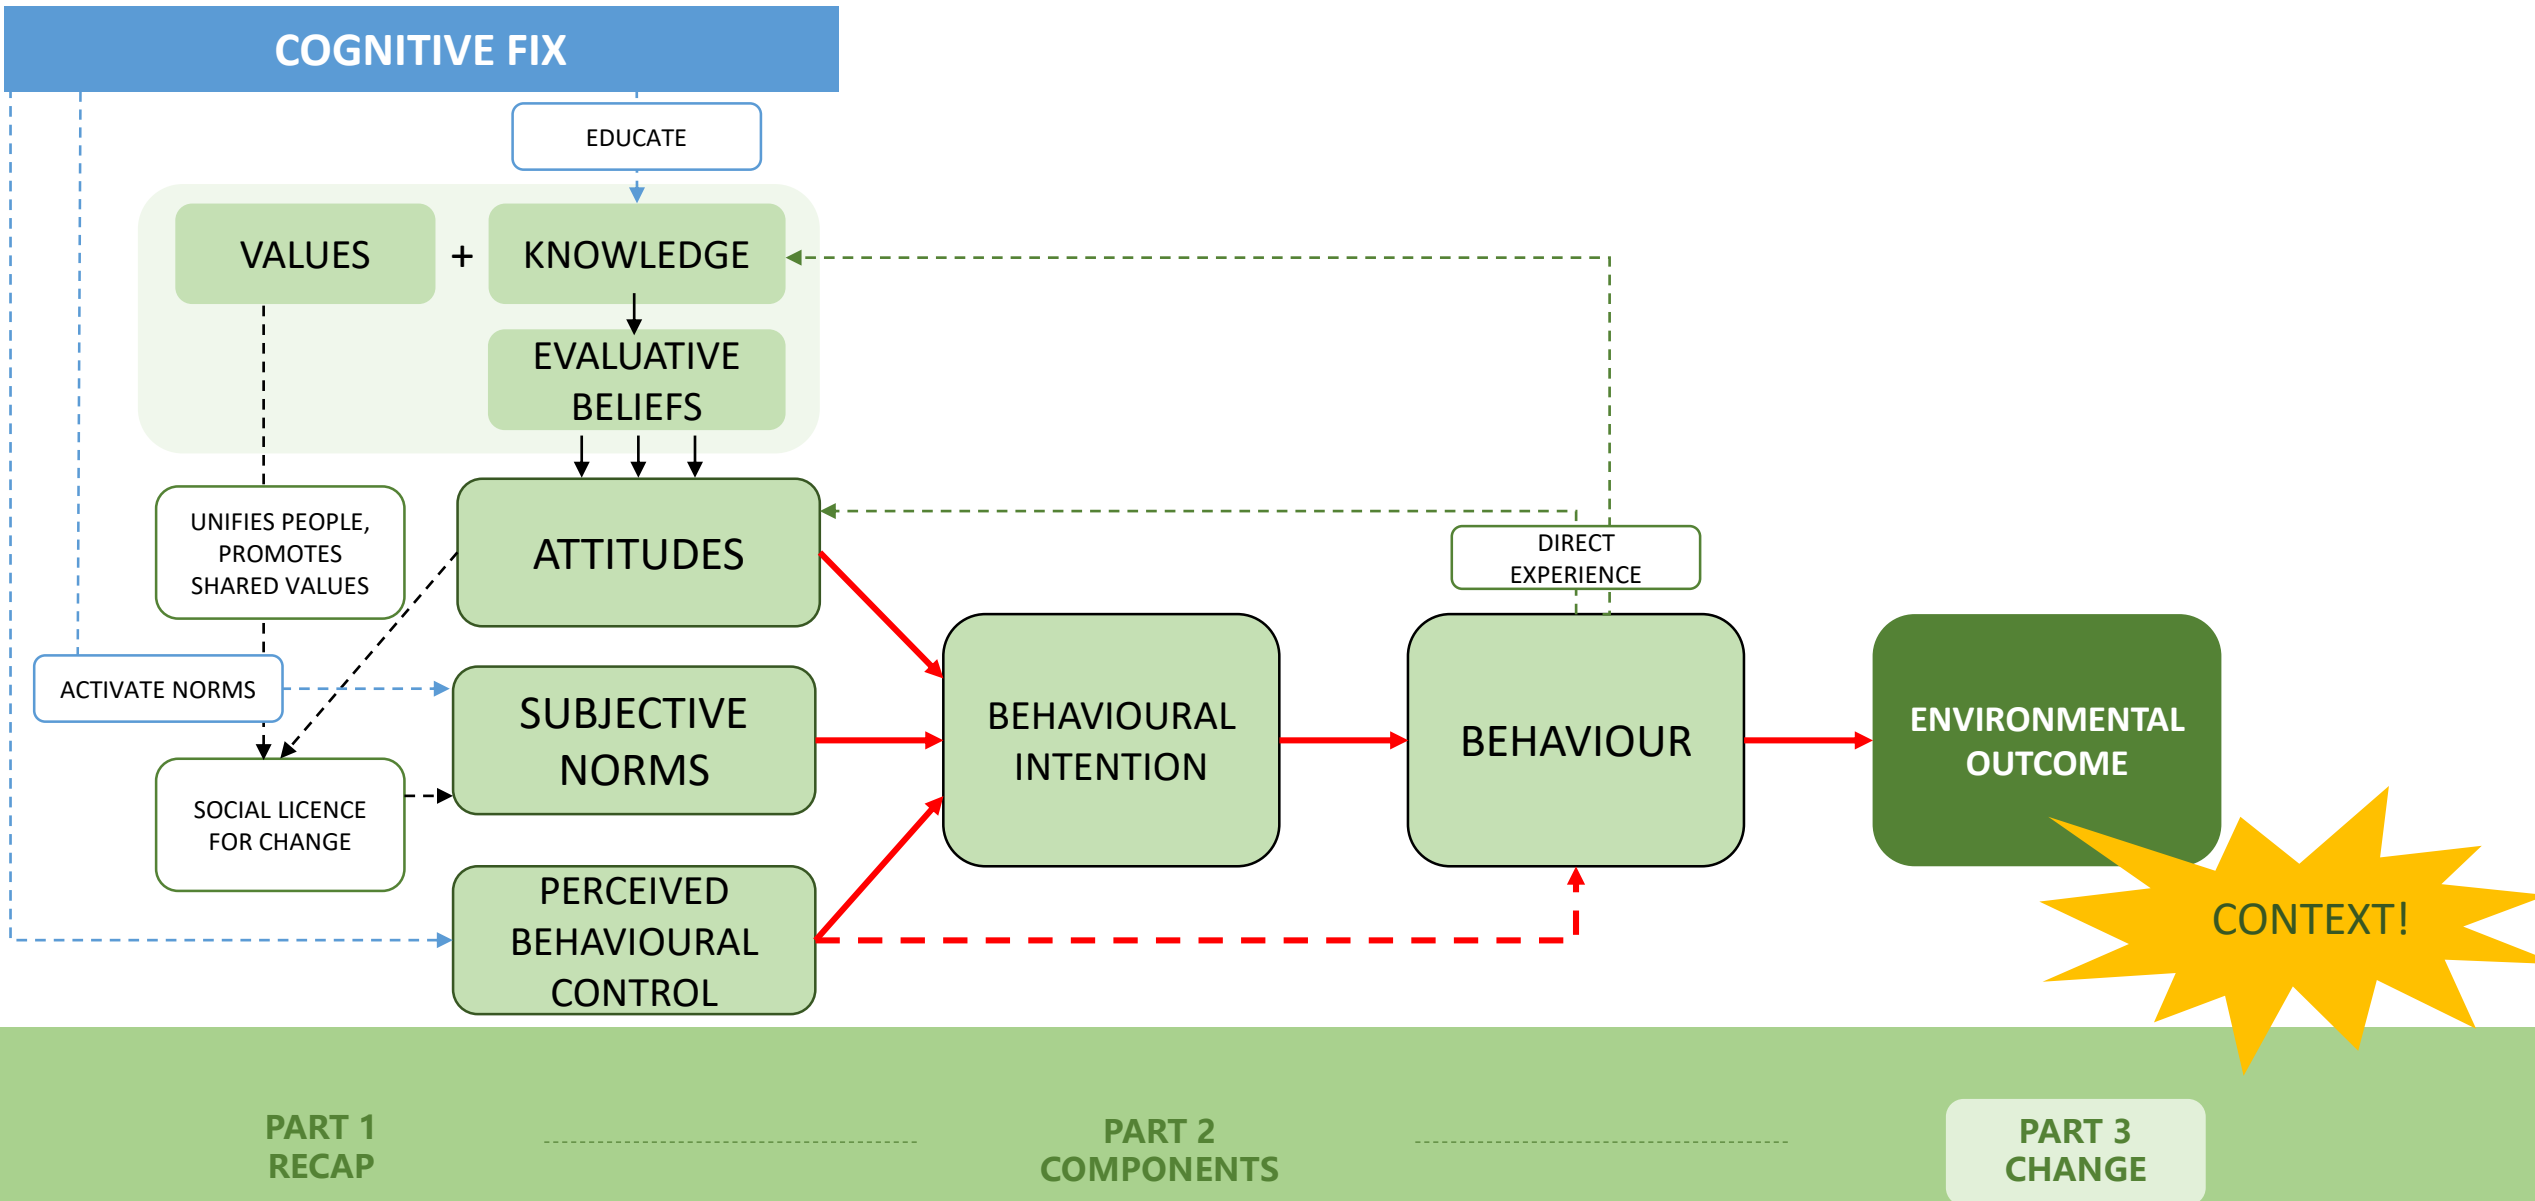 COGNITIVE FIX
EDUCATE
VALUES
+
KNOWLEDGE
EVALUATIVE
BELIEFS
UNIFIES PEOPLE,
PROMOTES
SHARED VALUES
ATTITUDES
DIRECT
EXPERIENCE
ACTIVATE NORMS
SUBJECTIVE
NORMS
BEHAVIOURAL
INTENTION
BEHAVIOUR
ENVIRONMENTAL
OUTCOME
SOCIAL LICENCE
FOR CHANGE
PERCEIVED
BEHAVIOURAL
CONTROL
CONTEXT!
PART 1
RECAP
PART 2
COMPONENTS
PART 3
CHANGE